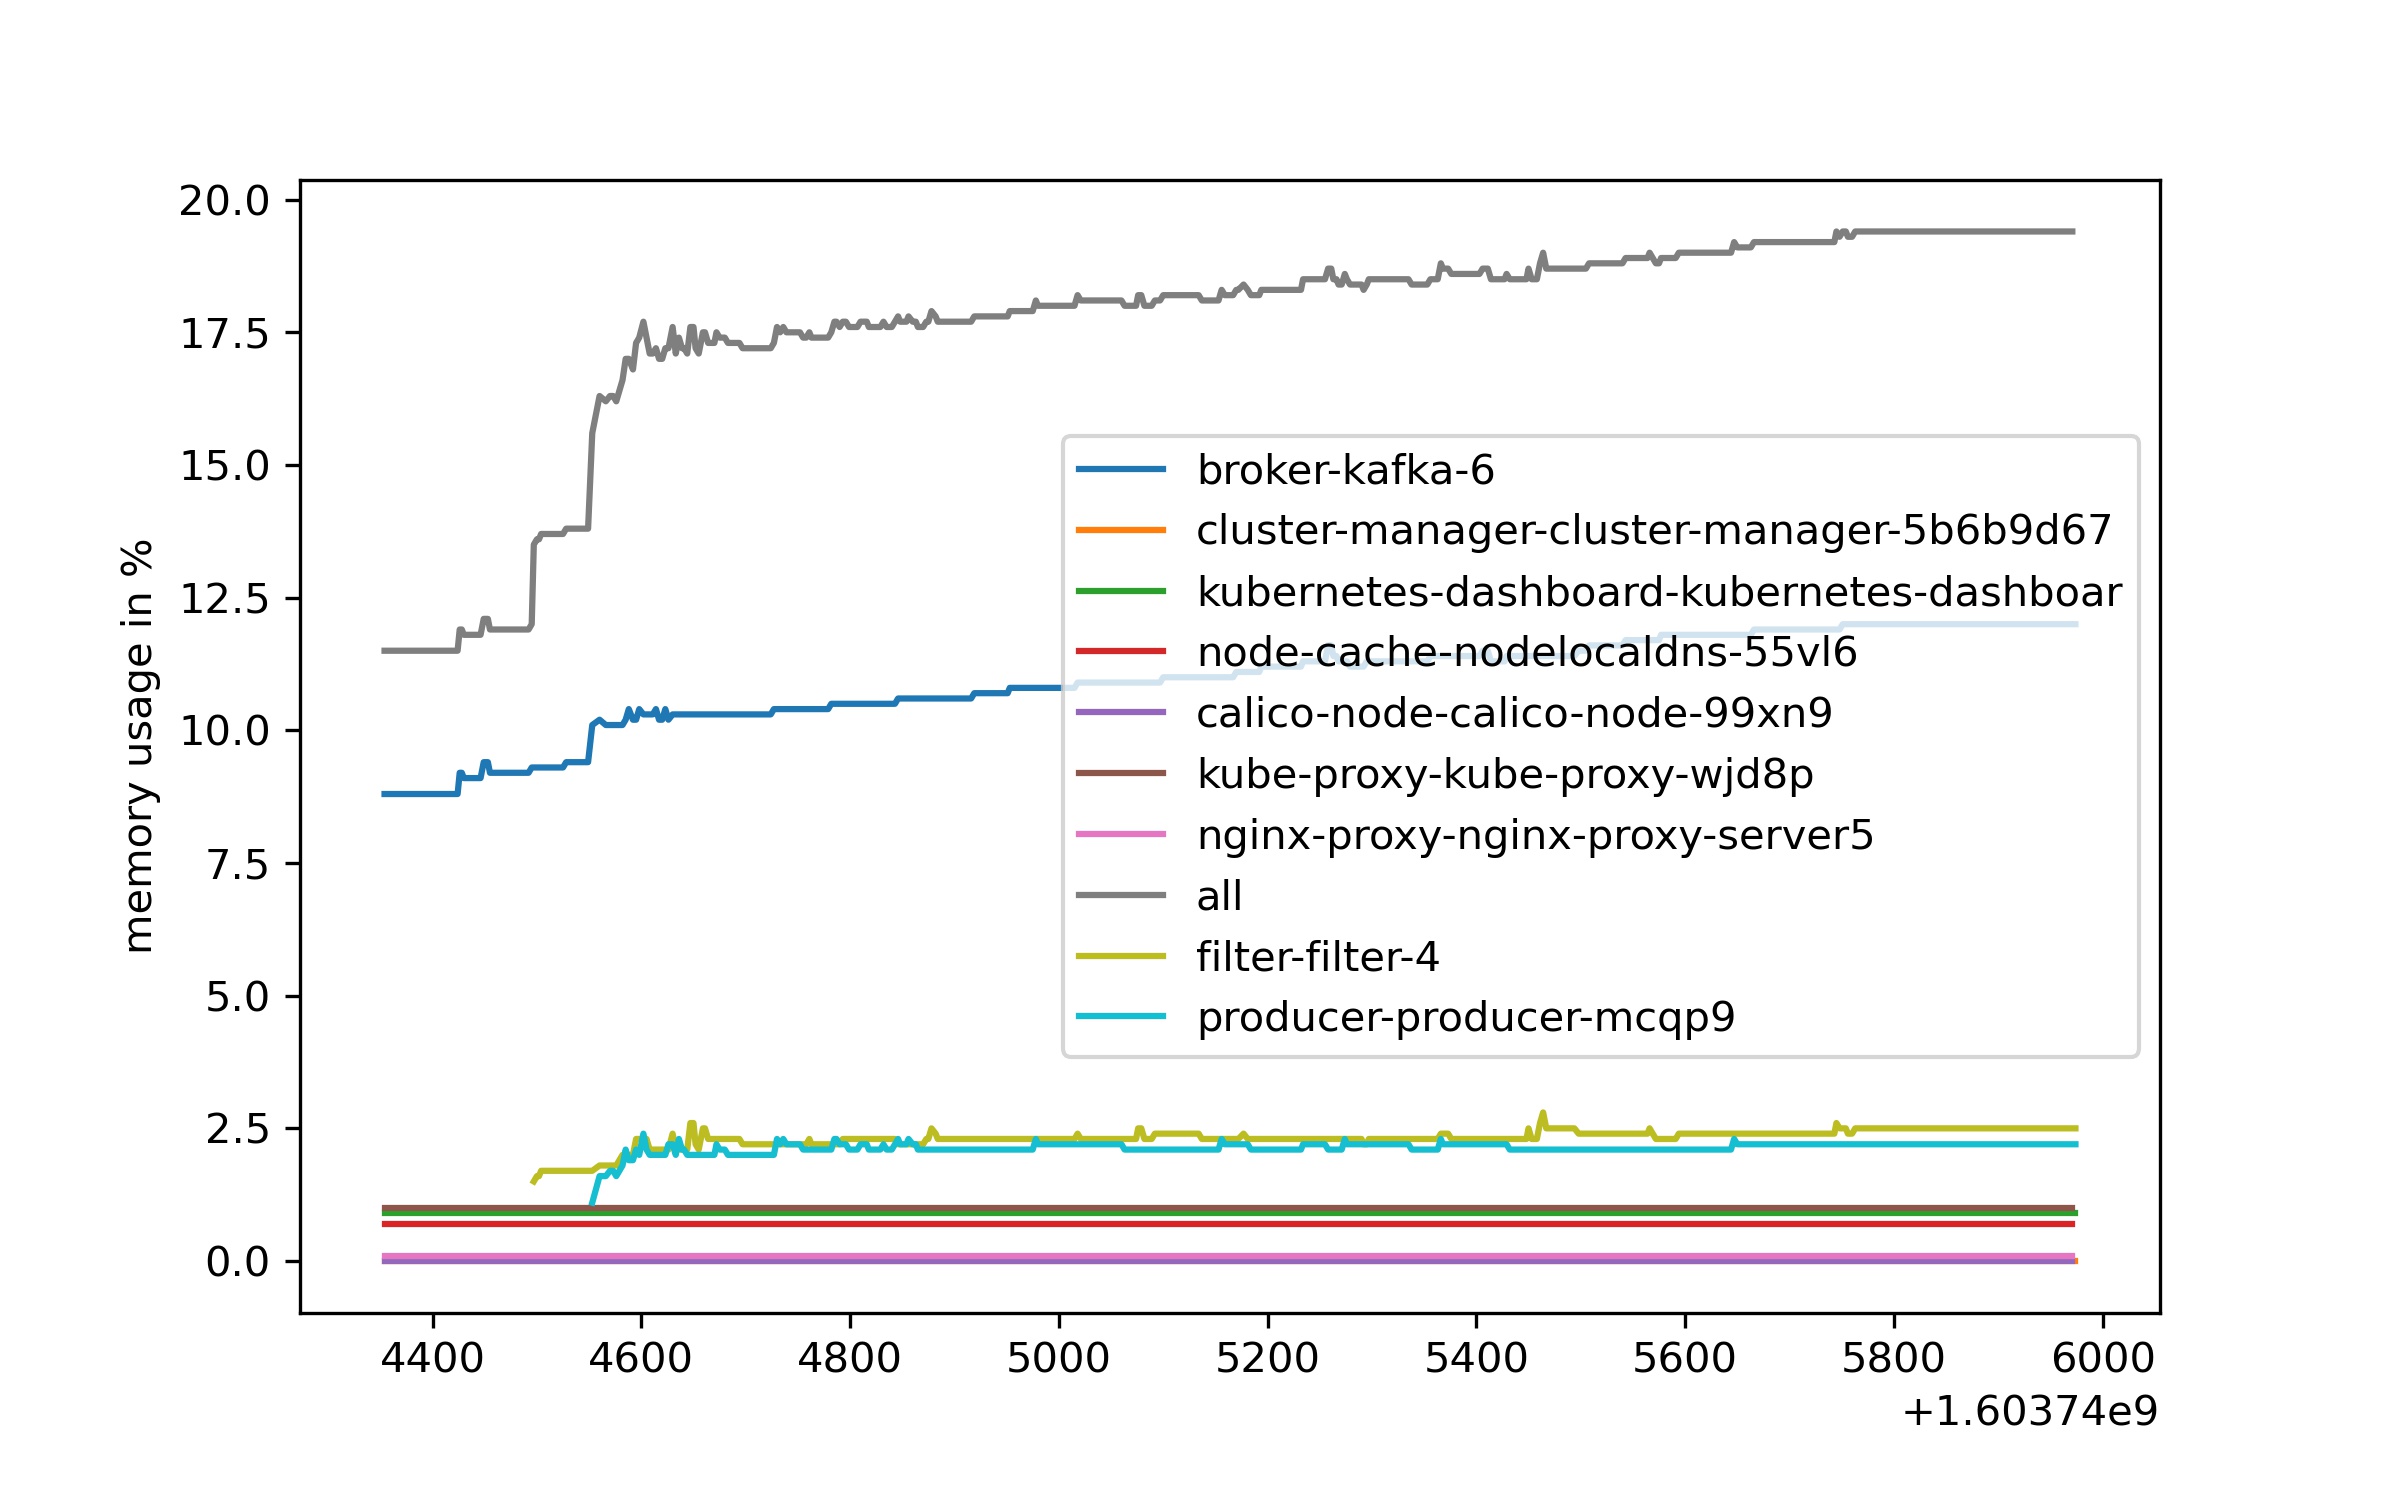 20.0
17.5
15.0
12.5
10.0
7.5
5.0
2.5
0.0
memory usage in %
broker-kafka-6
cluster-manager-cluster-manager-5b6b9d67
kubernetes-dashboard-kubernetes-dashboar
node-cache-nodelocaldns-55vl6
calico-node-calico-node-99xn9
kube-proxy-kube-proxy-wjd8p
nginx-proxy-nginx-proxy-server5
all
filter-filter-4
producer-producer-mcqp9
4400 4600 4800 5000 5200 5400 5600 5800 6000
+1.60374e9